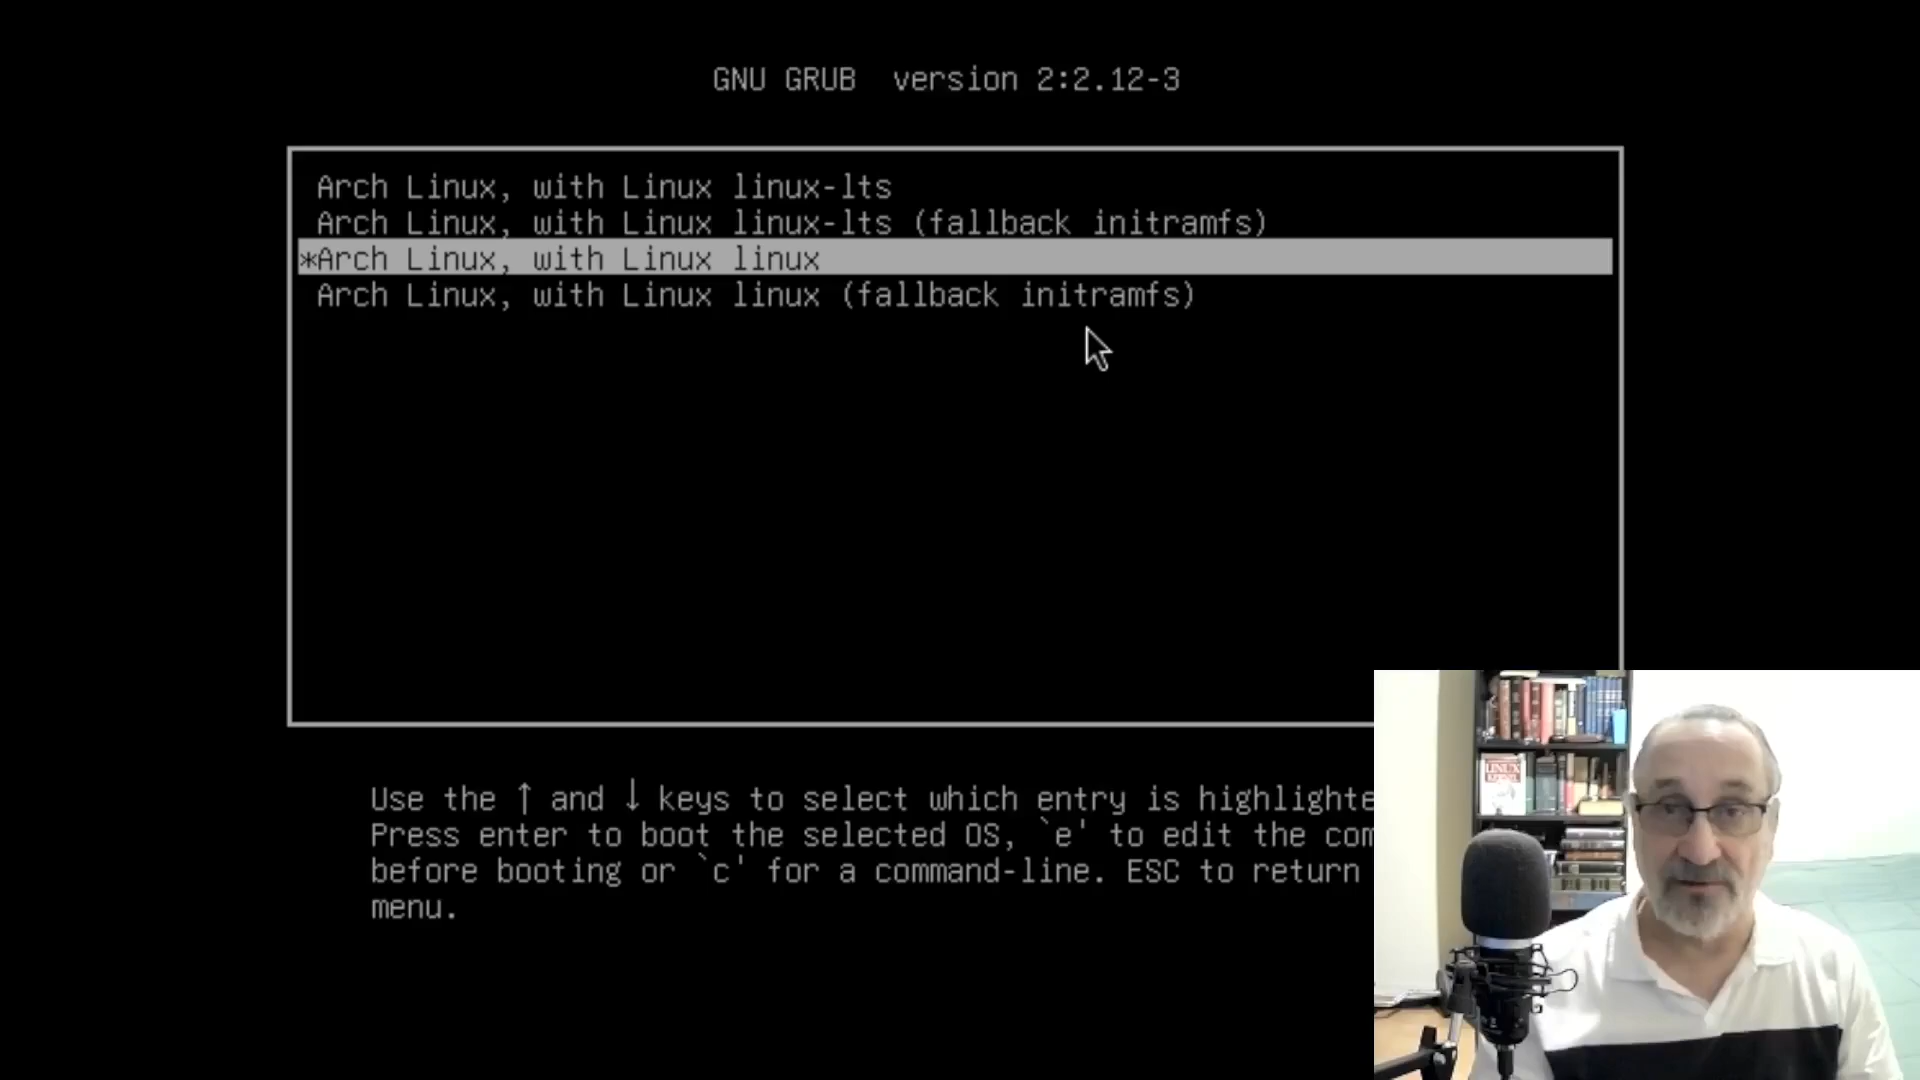 GNU GRUB  version 2:2.12-3
Arch Linux, with Linux linux-lts
Arch Linux, with Linux linux-lts (fallback initramfs)
*Arch Linux, with Linux linux
Arch Linux, with Linux linux (fallback initramfs)
Use the ↑ and ↓ keys to select which entry is highlighte
Press enter to boot the selected OS, `e' to edit the com
before booting or `c' for a command-line. ESC to return
menu.
LINUX
KERNEL